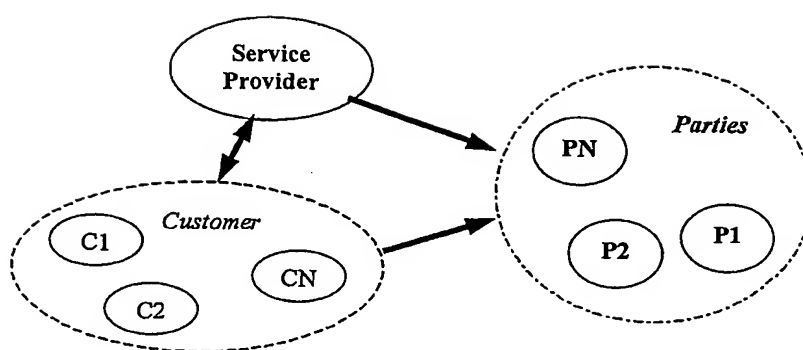 Service
Provider
Parties
PN
Customer
C1
CN
P2
P1
C2